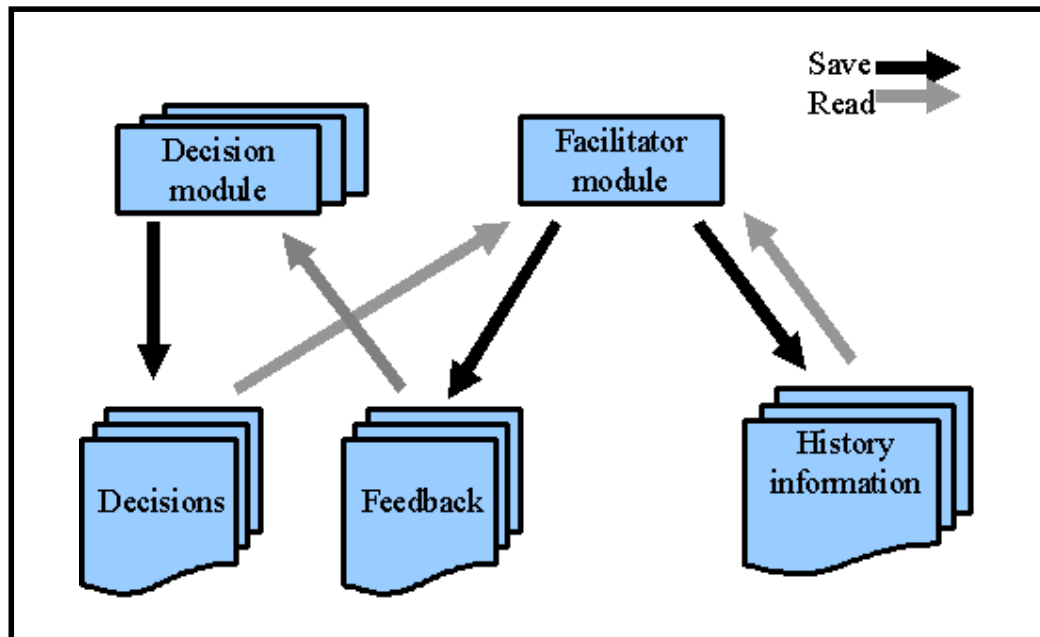 Save
Read
Decision
module
Facilitator
module
Decisions
Feedback
History
information